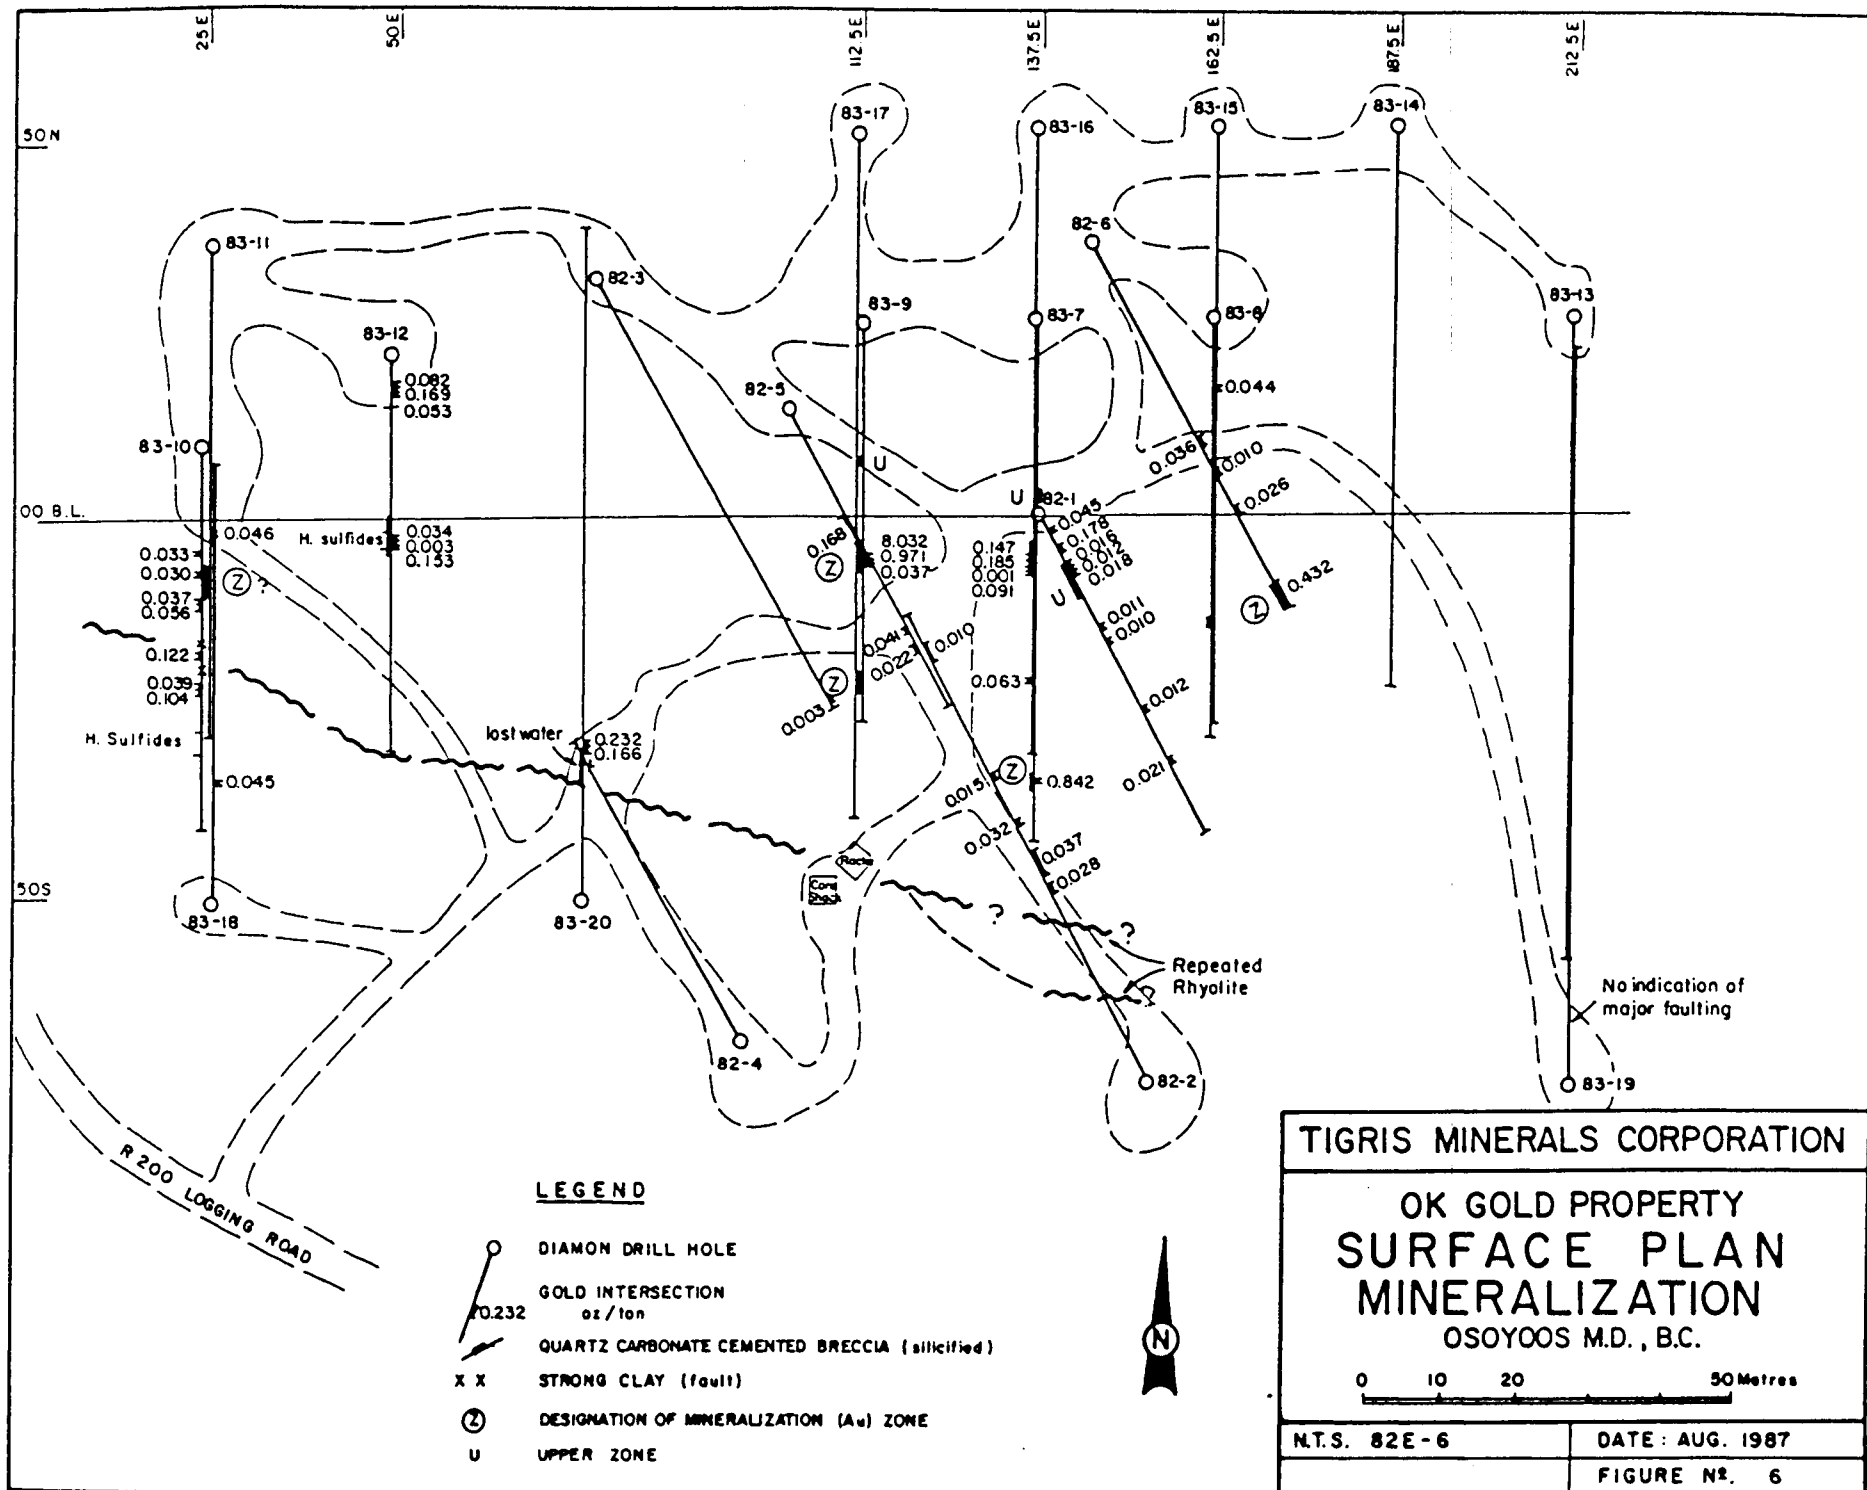 25 E
50 E
112.5 E
137.5 E
162.5 E
187.5 E
212.5 E
50 N
83-17
83-16
83-15
83-14
83-11
82-3
82-6
83-12
83-9
83-7
83-8
83-13
0.082
0.169
0.053
82-5
0.044
83-10
U
0.036
0.010
0.026
00 B.L.
0.046
H. sulfides
0.034
0.003
0.153
0.168
Z
8.032
0.971
0.037
U
82-1
0.147
0.185
0.001
0.091
0.045
0.178
0.016
0.012
0.018
U
0.432
Z
0.033
0.030
0.037
0.056
Z ?
0.122
0.039
0.104
0.011
0.010
0.041
0.022
0.010
Z
0.003
0.063
0.012
0.021
H. Sulfides
0.045
lost water
0.232
0.166
Z
0.015
0.842
0.032
0.037
0.028
Racks
Core
Shack
50 S
83-18
83-20
?
?
?
Repeated
Rhyolite
No indication of
major faulting
82-4
82-2
83-19
R 200 LOGGING ROAD
LEGEND
DIAMON DRILL HOLE
0.232
GOLD INTERSECTION
oz/ton
QUARTZ CARBONATE CEMENTED BRECCIA (silicified)
X X STRONG CLAY (fault)
Z DESIGNATION OF MINERALIZATION (Au) ZONE
U UPPER ZONE
N
TIGRIS MINERALS CORPORATION
OK GOLD PROPERTY
SURFACE PLAN
MINERALIZATION
OSOYOOS M.D., B.C.
0 10 20 50 Metres
N.T.S. 82E-6
DATE: AUG. 1987
FIGURE Nº. 6